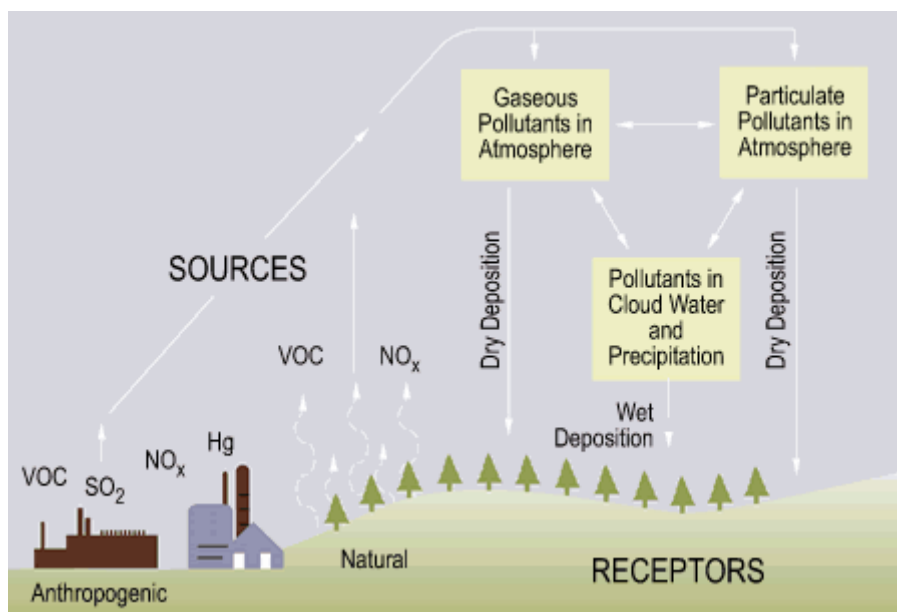 Gaseous
Pollutants in
Atmosphere
Particulate
Pollutants in
Atmosphere
SOURCES
Dry Deposition
Pollutants in
Cloud Water
and
Precipitation
Dry Deposition
VOC
NOx
Wet
Deposition
VOC
SO2
NOx
Hg
Natural
RECEPTORS
Anthropogenic